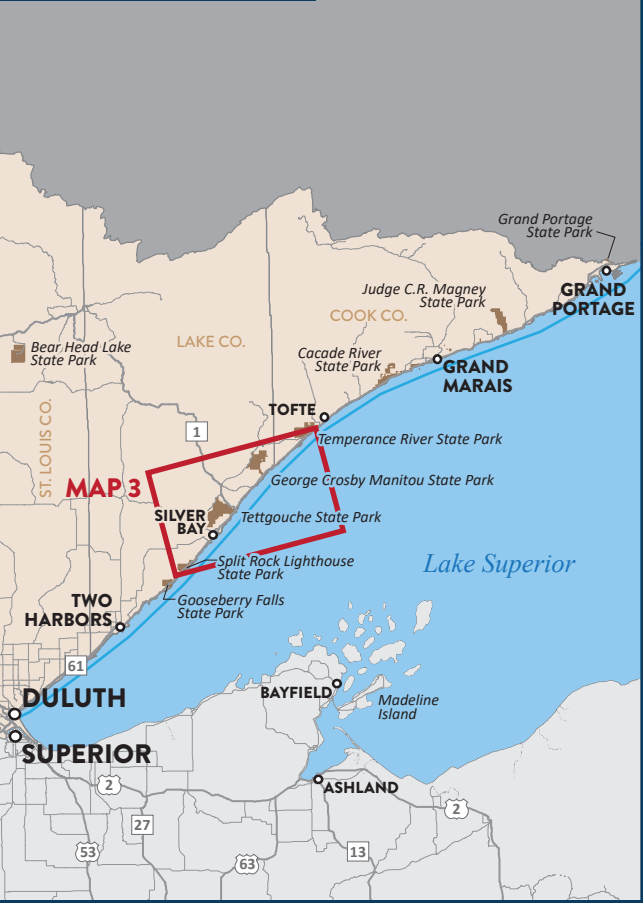 Grand Portage
State Park
GRAND
PORTAGE
Judge C.R. Magney
State Park
COOK CO.
LAKE CO.
Bear Head Lake
State Park
Cacade River
State Park
GRAND
MARAIS
ST. LOUIS CO.
TOFTE
1
Temperance River State Park
MAP 3
George Crosby Manitou State Park
SILVER
BAY
Tettgouche State Park
Split Rock Lighthouse
State Park
Lake Superior
Gooseberry Falls
State Park
TWO
HARBORS
61
DULUTH
BAYFIELD
Madeline
Island
SUPERIOR
2
ASHLAND
2
27
53
63
13